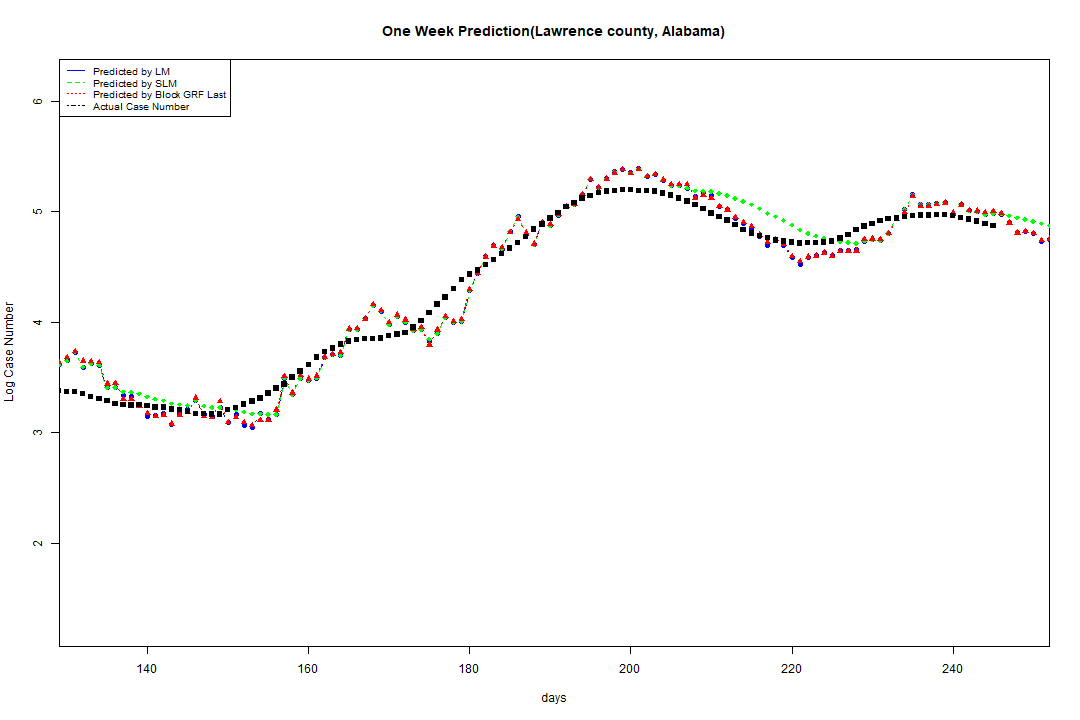 One Week Prediction(Lawrence county, Alabama)
Predicted by LM
Predicted by SLM
Predicted by Block GRF Last
Actual Case Number
6
5
4
3
2
Log Case Number
140 160 180 200 220 240
days